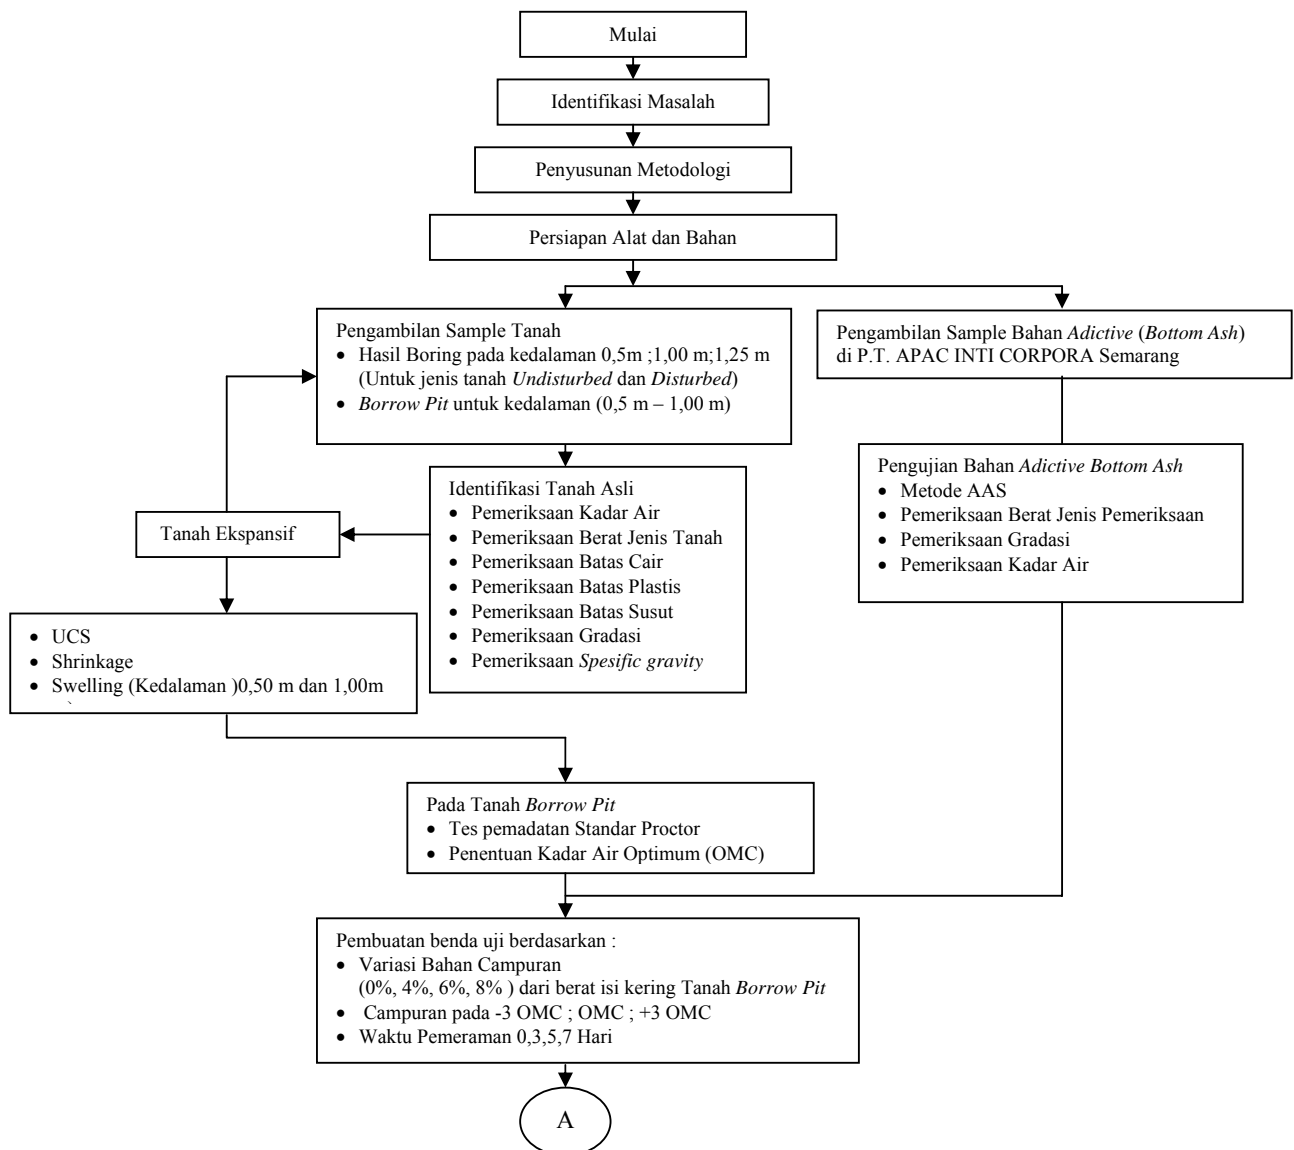 Mulai
Identifikasi Masalah
Penyusunan Metodologi
Persiapan Alat dan Bahan
Pengambilan Sample Tanah
• Hasil Boring pada kedalaman 0,5m ;1,00 m;1,25 m
(Untuk jenis tanah Undisturbed dan Disturbed)
• Borrow Pit untuk kedalaman (0,5 m – 1,00 m)
Pengambilan Sample Bahan Adictive (Bottom Ash)
di P.T. APAC INTI CORPORA Semarang
Identifikasi Tanah Asli
• Pemeriksaan Kadar Air
• Pemeriksaan Berat Jenis Tanah
• Pemeriksaan Batas Cair
• Pemeriksaan Batas Plastis
• Pemeriksaan Batas Susut
• Pemeriksaan Gradasi
• Pemeriksaan Spesific gravity
Pengujian Bahan Adictive Bottom Ash
• Metode AAS
• Pemeriksaan Berat Jenis Pemeriksaan
• Pemeriksaan Gradasi
• Pemeriksaan Kadar Air
Tanah Ekspansif
• UCS
• Shrinkage
• Swelling (Kedalaman )0,50 m dan 1,00m
`
Pada Tanah Borrow Pit
• Tes pemadatan Standar Proctor
• Penentuan Kadar Air Optimum (OMC)
Pembuatan benda uji berdasarkan :
• Variasi Bahan Campuran
(0%, 4%, 6%, 8% ) dari berat isi kering Tanah Borrow Pit
• Campuran pada -3 OMC ; OMC ; +3 OMC
• Waktu Pemeraman 0,3,5,7 Hari
A